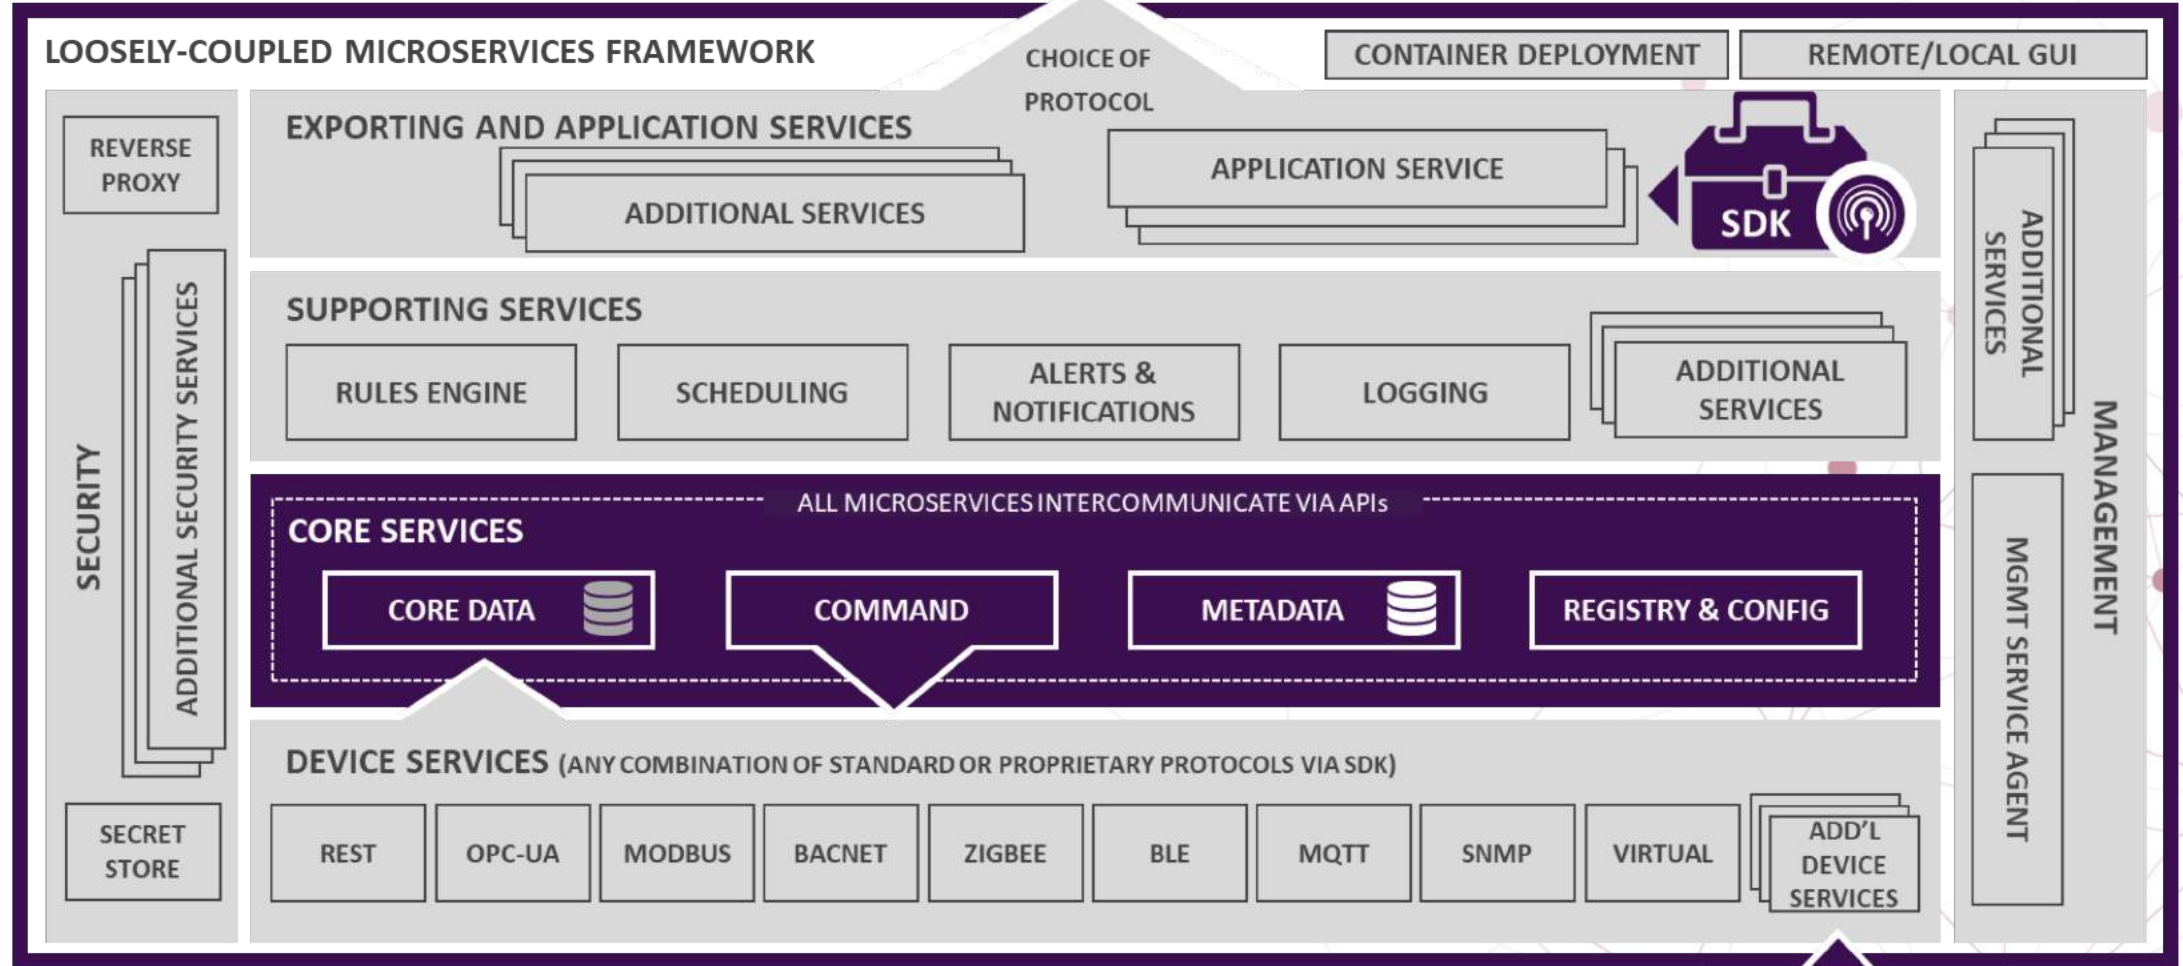 LOOSELY-COUPLED MICROSERVICES FRAMEWORK
CHOICE OF
PROTOCOL
CONTAINER DEPLOYMENT
REMOTE/LOCAL GUI
REVERSE
PROXY
SECURITY
ADDITIONAL SECURITY SERVICES
SECRET
STORE
EXPORTING AND APPLICATION SERVICES
ADDITIONAL SERVICES
APPLICATION SERVICE
SDK
SUPPORTING SERVICES
RULES ENGINE
SCHEDULING
ALERTS &
NOTIFICATIONS
LOGGING
ADDITIONAL
SERVICES
ALL MICROSERVICES INTERCOMMUNICATE VIA APIs
CORE SERVICES
CORE DATA
COMMAND
METADATA
REGISTRY & CONFIG
DEVICE SERVICES (ANY COMBINATION OF STANDARD OR PROPRIETARY PROTOCOLS VIA SDK)
REST
OPC-UA
MODBUS
BACNET
ZIGBEE
BLE
MQTT
SNMP
VIRTUAL
ADD'L
DEVICE
SERVICES
ADDITIONAL
SERVICES
MANAGEMENT
MGMT SERVICE AGENT